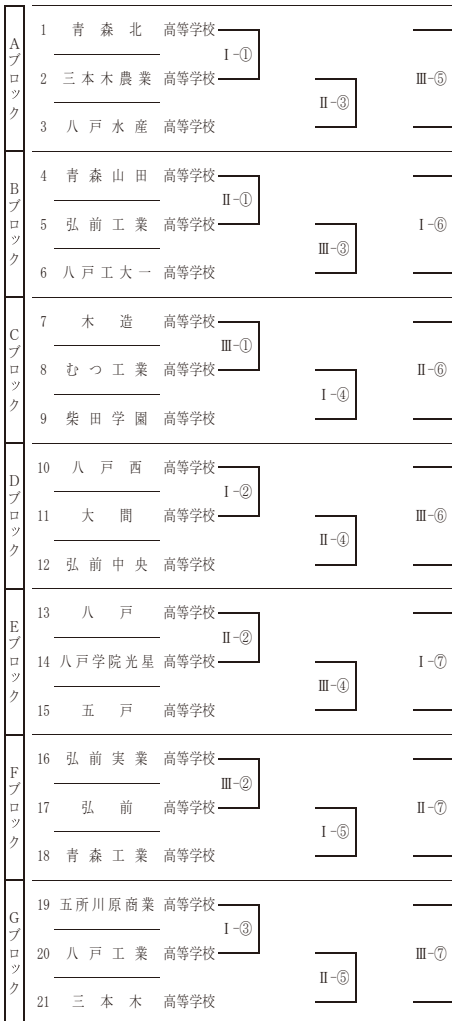 Aブロック
1 青森北 高等学校
Ⅰ-①
2 三本木農業 高等学校
Ⅱ-③
Ⅲ-⑤
3 八戸水産 高等学校
Bブロック
4 青森山田 高等学校
Ⅱ-①
5 弘前工業 高等学校
Ⅲ-③
Ⅰ-⑥
6 八戸工大一 高等学校
Cブロック
7 木造 高等学校
Ⅲ-①
8 むつ工業 高等学校
Ⅰ-④
Ⅱ-⑥
9 柴田学園 高等学校
Dブロック
10 八戸西 高等学校
Ⅰ-②
11 大間 高等学校
Ⅱ-④
Ⅲ-⑥
12 弘前中央 高等学校
Eブロック
13 八戸 高等学校
Ⅱ-②
14 八戸学院光星 高等学校
Ⅲ-④
Ⅰ-⑦
15 五戸 高等学校
Fブロック
16 弘前実業 高等学校
Ⅲ-②
17 弘前 高等学校
Ⅰ-⑤
Ⅱ-⑦
18 青森工業 高等学校
Gブロック
19 五所川原商業 高等学校
Ⅰ-③
20 八戸工業 高等学校
Ⅱ-⑤
Ⅲ-⑦
21 三本木 高等学校